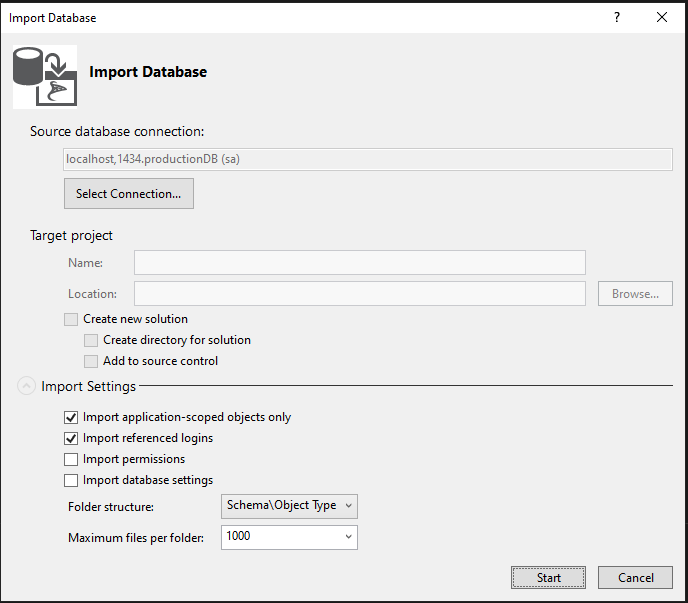 Import Database
?
Import Database
Source database connection:
localhost,1434.productionDB (sa)
Select Connection...
Target project
Name:
Location:
Browse...
Create new solution
Create directory for solution
Add to source control
Import Settings
Import application-scoped objects only
Import referenced logins
Import permissions
Import database settings
Folder structure: Schema\Object Type
Maximum files per folder: 1000
Start Cancel